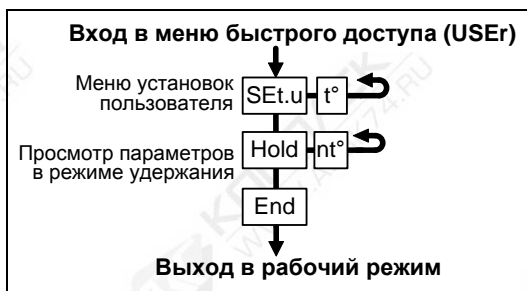 Вход в меню быстрого доступа (USEr)
Меню установок
пользователя
SEt.u t°
Просмотр параметров
в режиме удержания
Hold nt°
End
Выход в рабочий режим